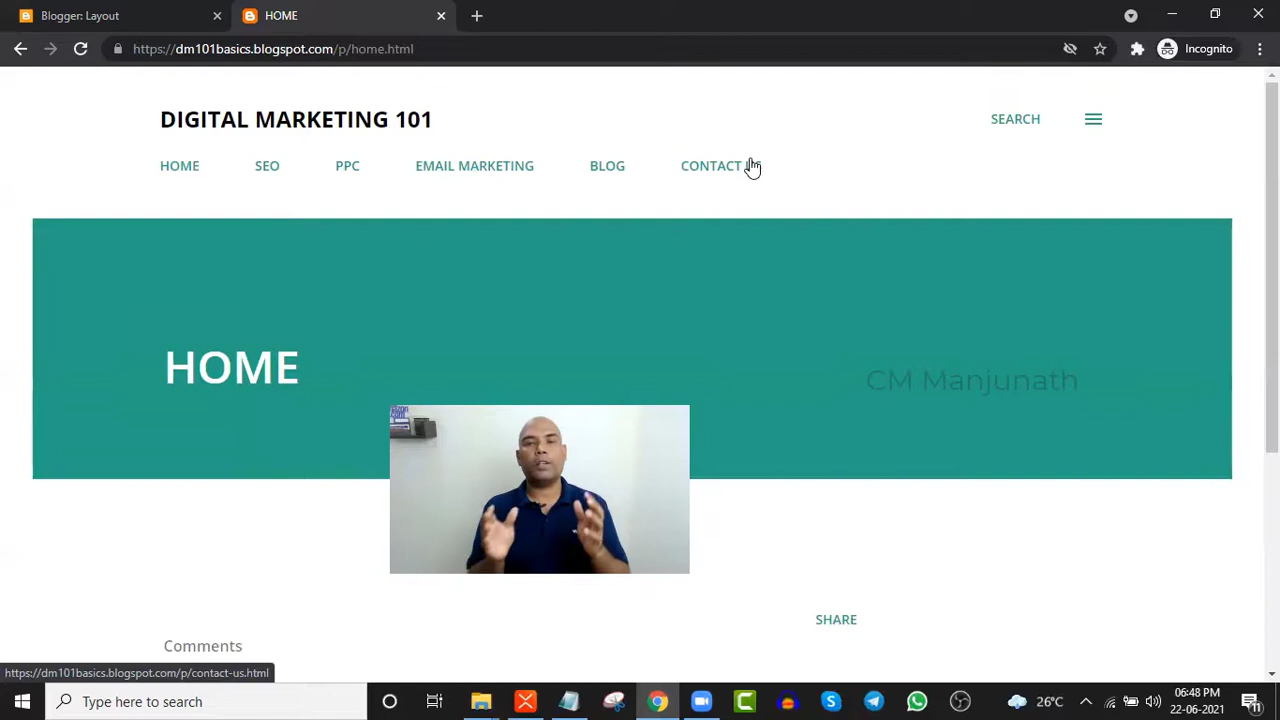 Blogger: Layout
HOME
https://dm101basics.blogspot.com/p/home.html
Incognito
DIGITAL MARKETING 101
SEARCH
HOME
SEO
PPC
EMAIL MARKETING
BLOG
CONTACT
HOME
CM Manjunath
SHARE
Comments
https://dm101basics.blogspot.com/p/contact-us.html
Type here to search
26°C
06:48 PM
22-06-2021
11